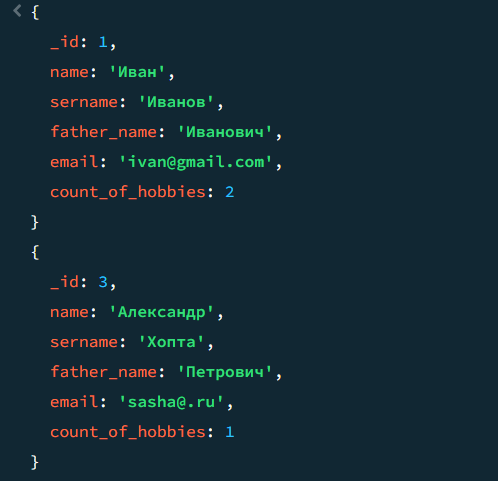 {
_id: 1,
name: 'Иван',
sername: 'Иванов',
father_name: 'Иванович',
email: 'ivan@gmail.com',
count_of_hobbies: 2
}
{
_id: 3,
name: 'Александр',
sername: 'Хопта',
father_name: 'Петрович',
email: 'sasha@.ru',
count_of_hobbies: 1
}